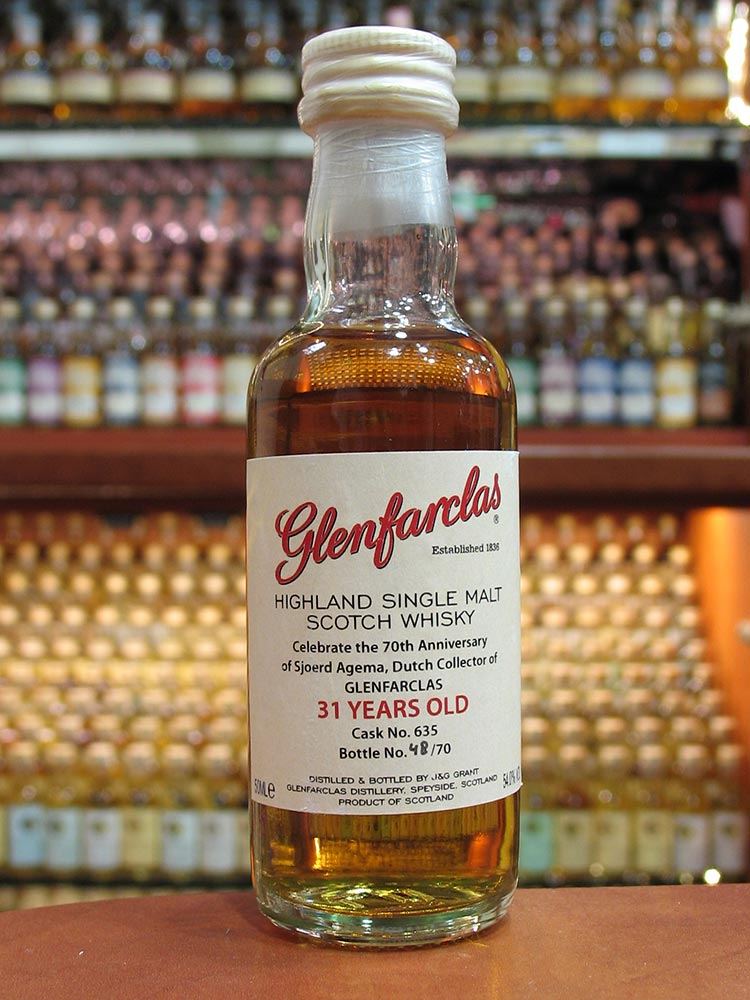 Glenfarclas
®
Established 1836
HIGHLAND SINGLE MALT
SCOTCH WHISKY
Celebrate the 70th Anniversary
of Sjoerd Agema, Dutch Collector of
GLENFARCLAS
31 YEARS OLD
Cask No. 635
Bottle No. 48/70
DISTILLED & BOTTLED BY J&G GRANT
GLENFARCLAS DISTILLERY, SPEYSIDE, SCOTLAND
PRODUCT OF SCOTLAND
50ML℮
54.0%